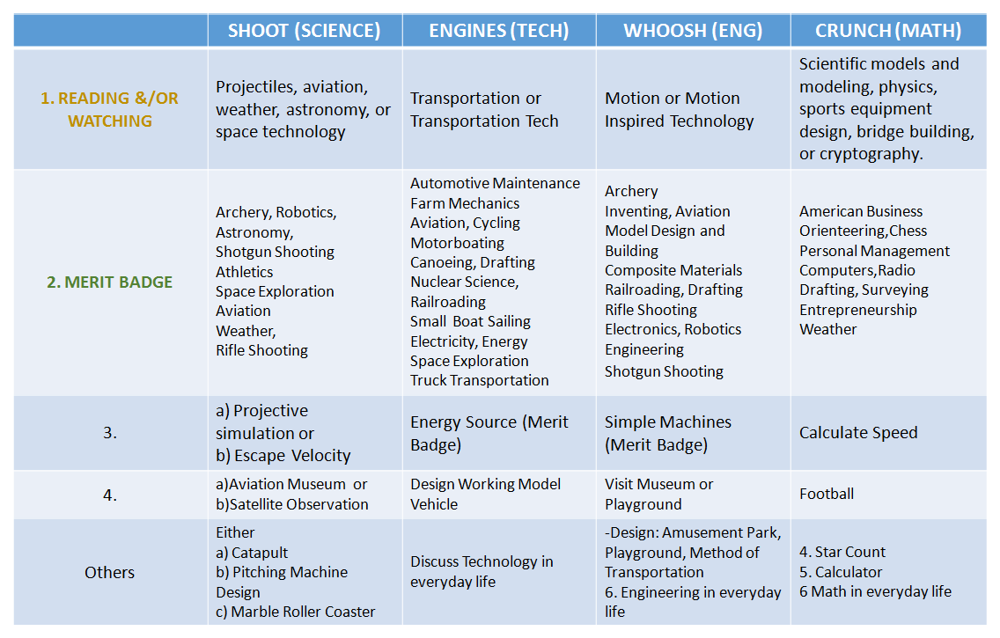 SHOOT (SCIENCE)
ENGINES (TECH)
WHOOSH (ENG)
CRUNCH (MATH)
1. READING &/OR
WATCHING
Projectiles, aviation,
weather, astronomy, or
space technology
Transportation or
Transportation Tech
Motion or Motion
Inspired Technology
Scientific models and
modeling, physics,
sports equipment
design, bridge building,
or cryptography.
2. MERIT BADGE
Archery, Robotics,
Astronomy,
Shotgun Shooting
Athletics
Space Exploration
Aviation
Weather,
Rifle Shooting
Automotive Maintenance
Farm Mechanics
Aviation, Cycling
Motorboating
Canoeing, Drafting
Nuclear Science,
Railroading
Small Boat Sailing
Electricity, Energy
Space Exploration
Truck Transportation
Archery
Inventing, Aviation
Model Design and
Building
Composite Materials
Railroading, Drafting
Rifle Shooting
Electronics, Robotics
Engineering
Shotgun Shooting
American Business
Orienteering,Chess
Personal Management
Computers,Radio
Drafting, Surveying
Entrepreneurship
Weather
3.
a) Projective
simulation or
b) Escape Velocity
Energy Source (Merit
Badge)
Simple Machines
(Merit Badge)
Calculate Speed
4.
a)Aviation Museum or
b)Satellite Observation
Design Working Model
Vehicle
Visit Museum or
Playground
Football
Others
Either
a) Catapult
b) Pitching Machine
Design
c) Marble Roller Coaster
Discuss Technology in
everyday life
-Design: Amusement Park,
Playground, Method of
Transportation
6. Engineering in everyday
life
4. Star Count
5. Calculator
6 Math in everyday life